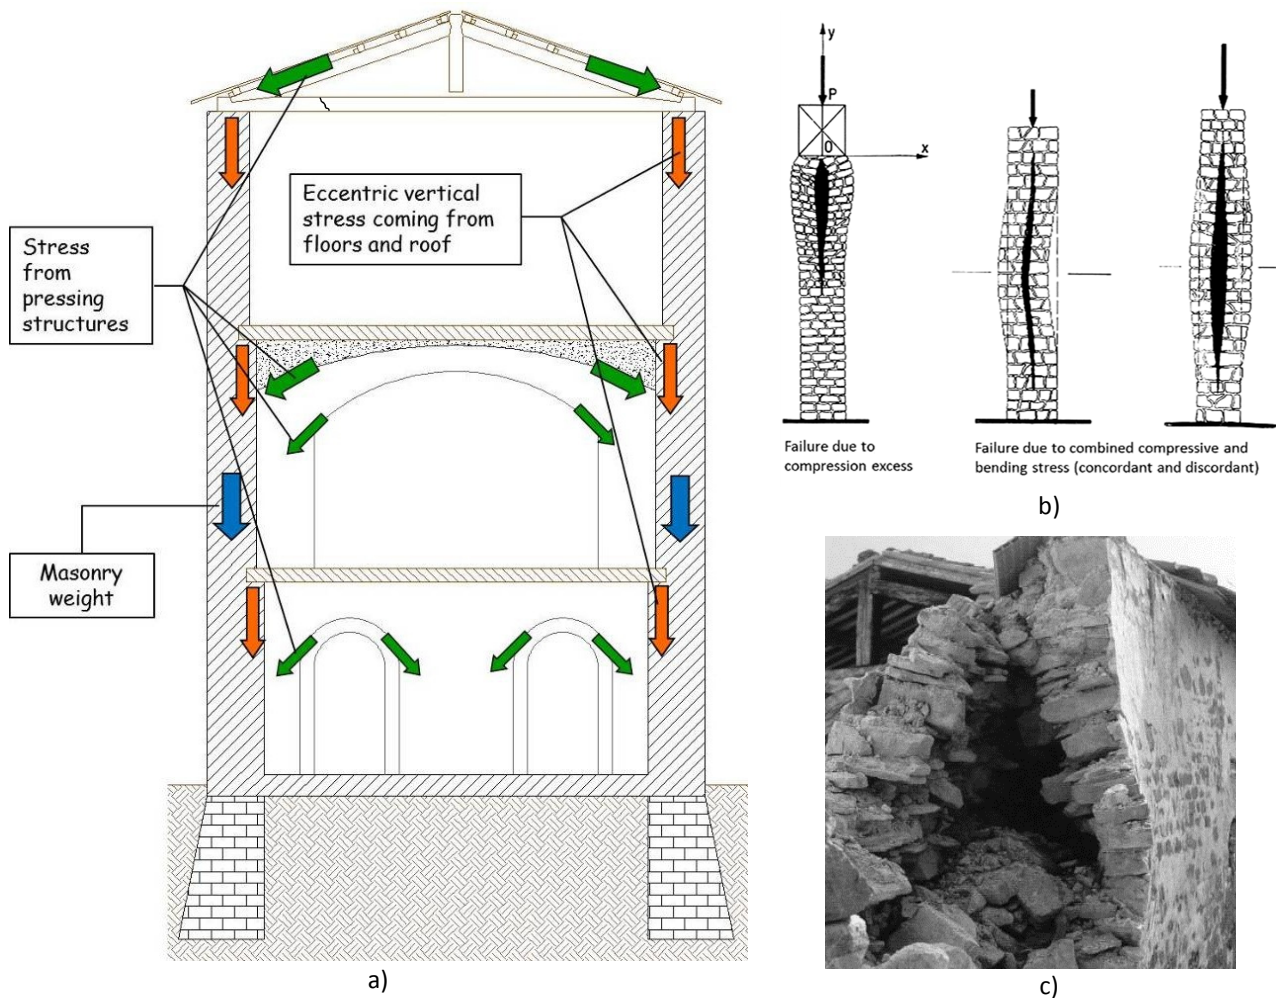 Stress
from
pressing
structures
Eccentric vertical
stress coming from
floors and roof
Masonry
weight
a)
y
P
0
x
Failure due to
compression excess
Failure due to combined compressive and
bending stress (concordant and discordant)
b)
c)